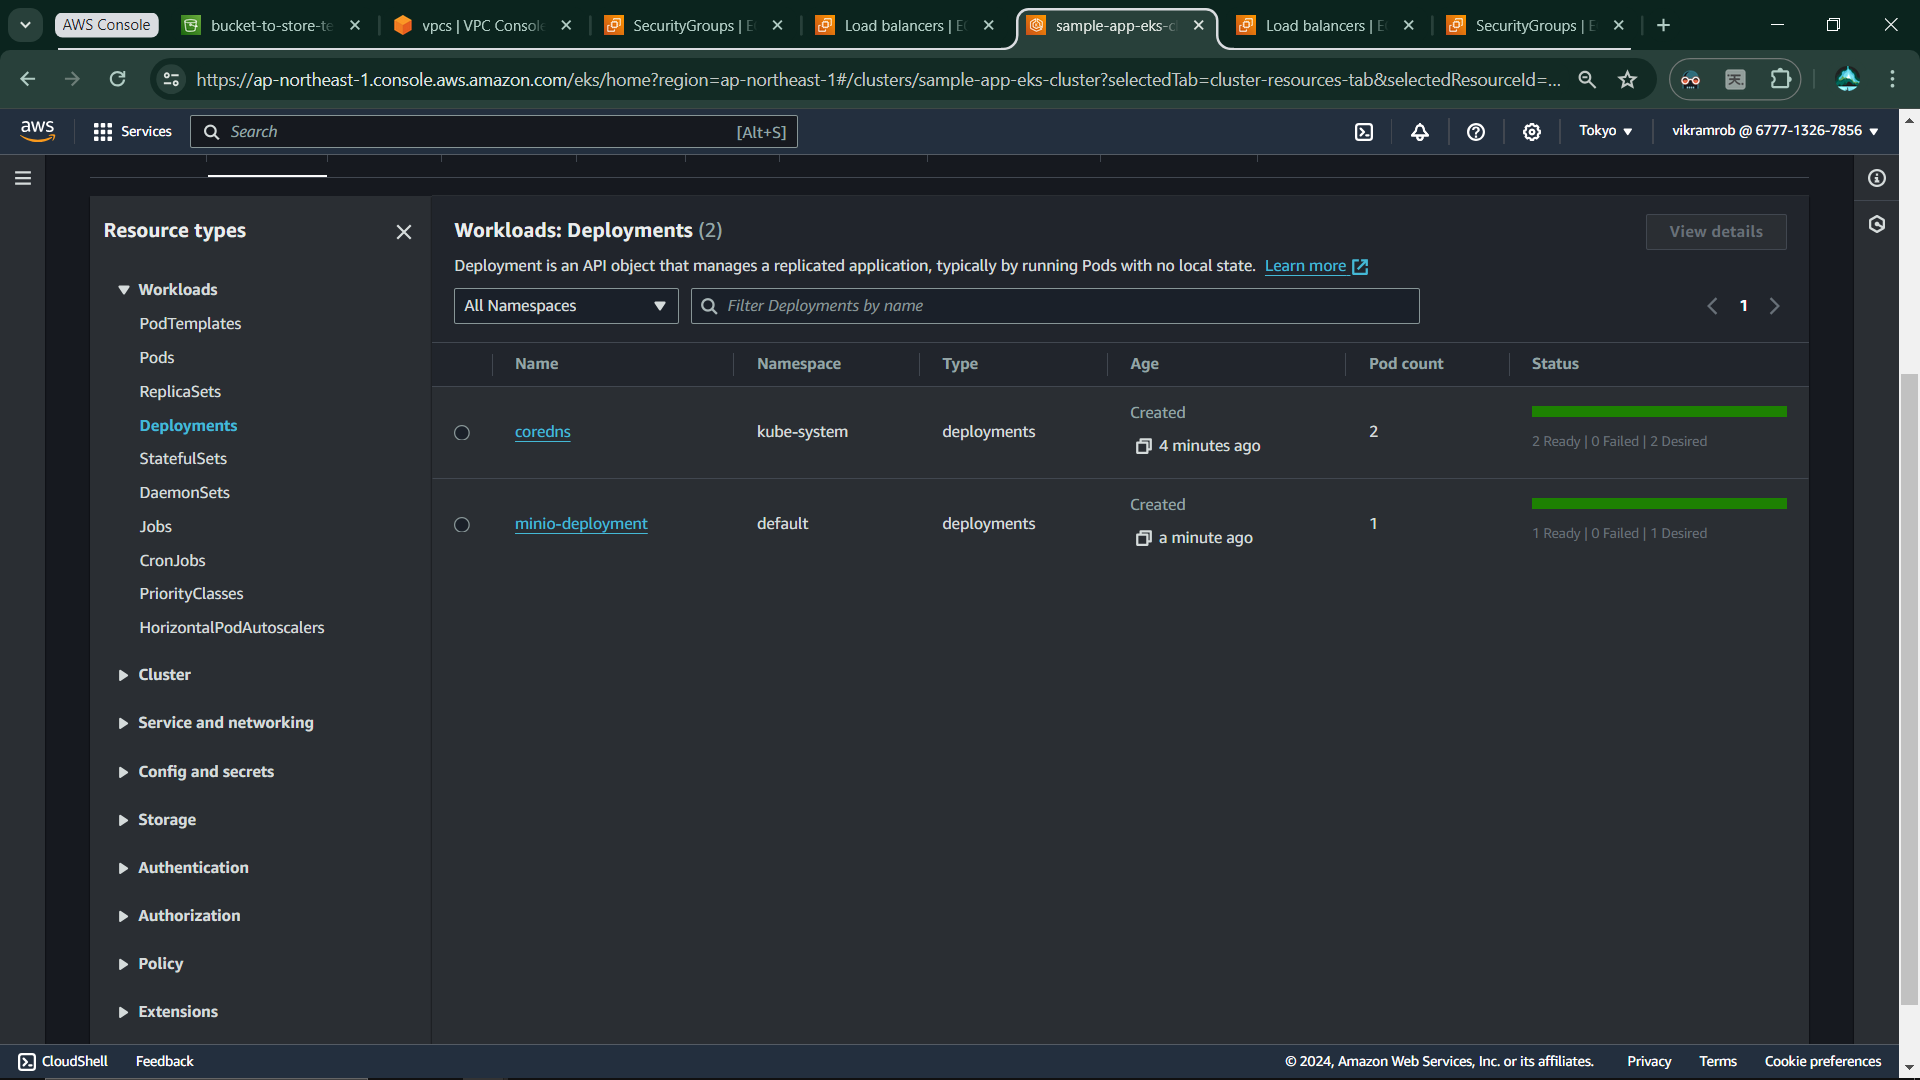 AWS Console
bucket-to-store-te
vpcs | VPC Console
SecurityGroups | E
Load balancers | EC
sample-app-eks-cl
Load balancers | EC
SecurityGroups | E
https://ap-northeast-1.console.aws.amazon.com/eks/home?region=ap-northeast-1#/clusters/sample-app-eks-cluster?selectedTab=cluster-resources-tab&selectedResourceId=...
aws
Services
Search
[Alt+S]
Tokyo
vikramrob @ 6777-1326-7856
Resource types
Workloads
PodTemplates
Pods
ReplicaSets
Deployments
StatefulSets
DaemonSets
Jobs
CronJobs
PriorityClasses
HorizontalPodAutoscalers
Cluster
Service and networking
Config and secrets
Storage
Authentication
Authorization
Policy
Extensions
Workloads: Deployments (2)
View details
Deployment is an API object that manages a replicated application, typically by running Pods with no local state. Learn more
All Namespaces
Filter Deployments by name
1
Name Namespace Type Age Pod count Status
coredns kube-system deployments Created 4 minutes ago 2 2 Ready | 0 Failed | 2 Desired
minio-deployment default deployments Created a minute ago 1 1 Ready | 0 Failed | 1 Desired
CloudShell Feedback © 2024, Amazon Web Services, Inc. or its affiliates. Privacy Terms Cookie preferences